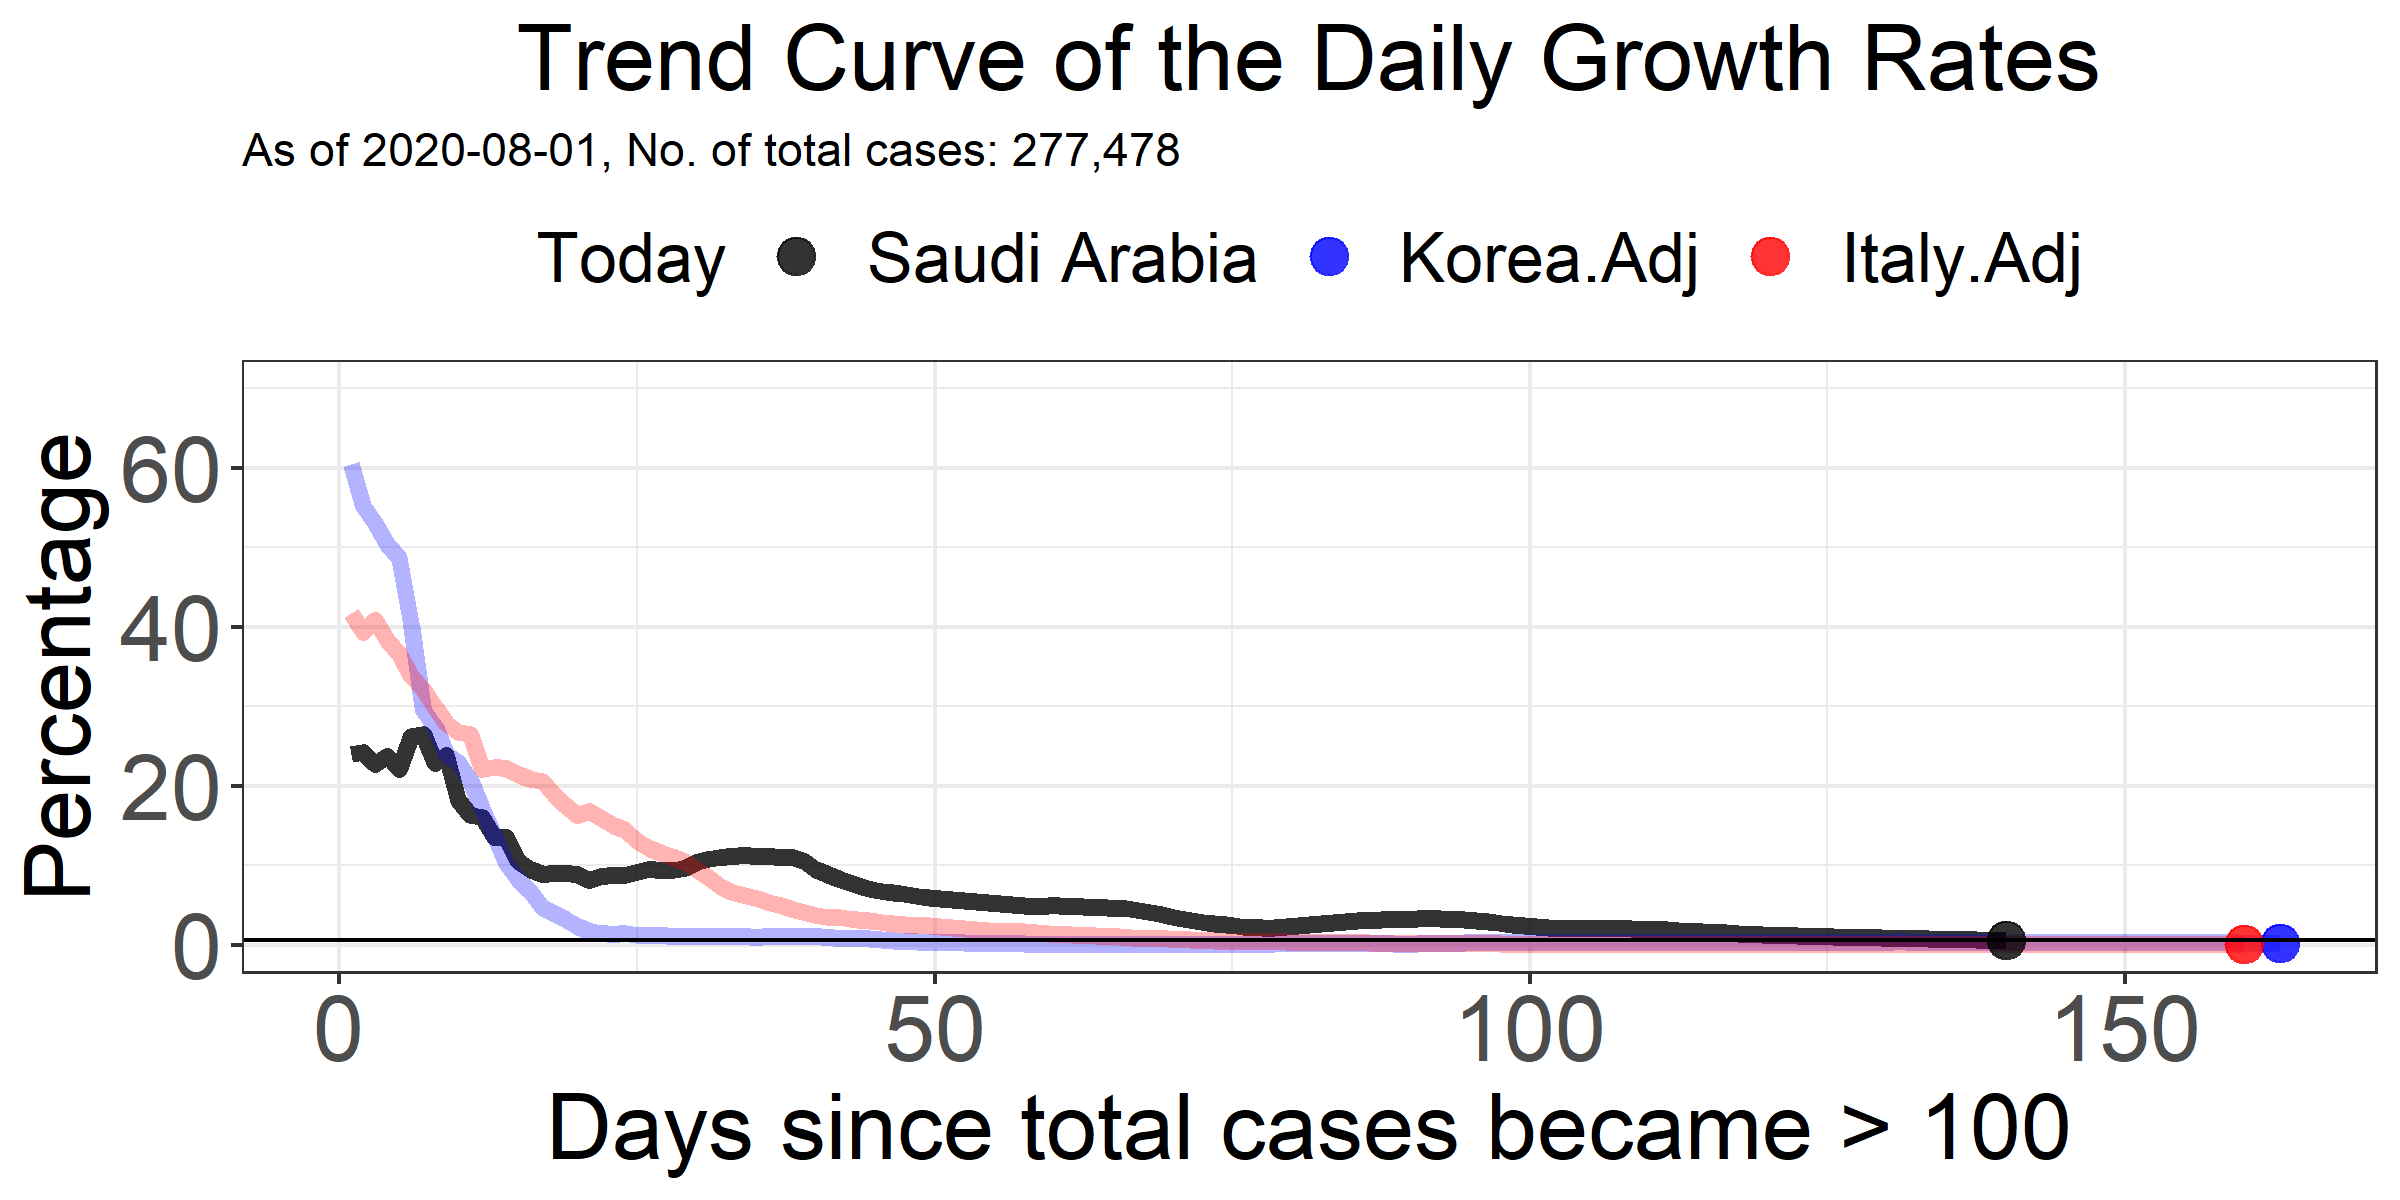 Trend Curve of the Daily Growth Rates
As of 2020-08-01, No. of total cases: 277,478
Today Saudi Arabia Korea.Adj Italy.Adj
Percentage
60
40
20
0
0 50 100 150
Days since total cases became > 100